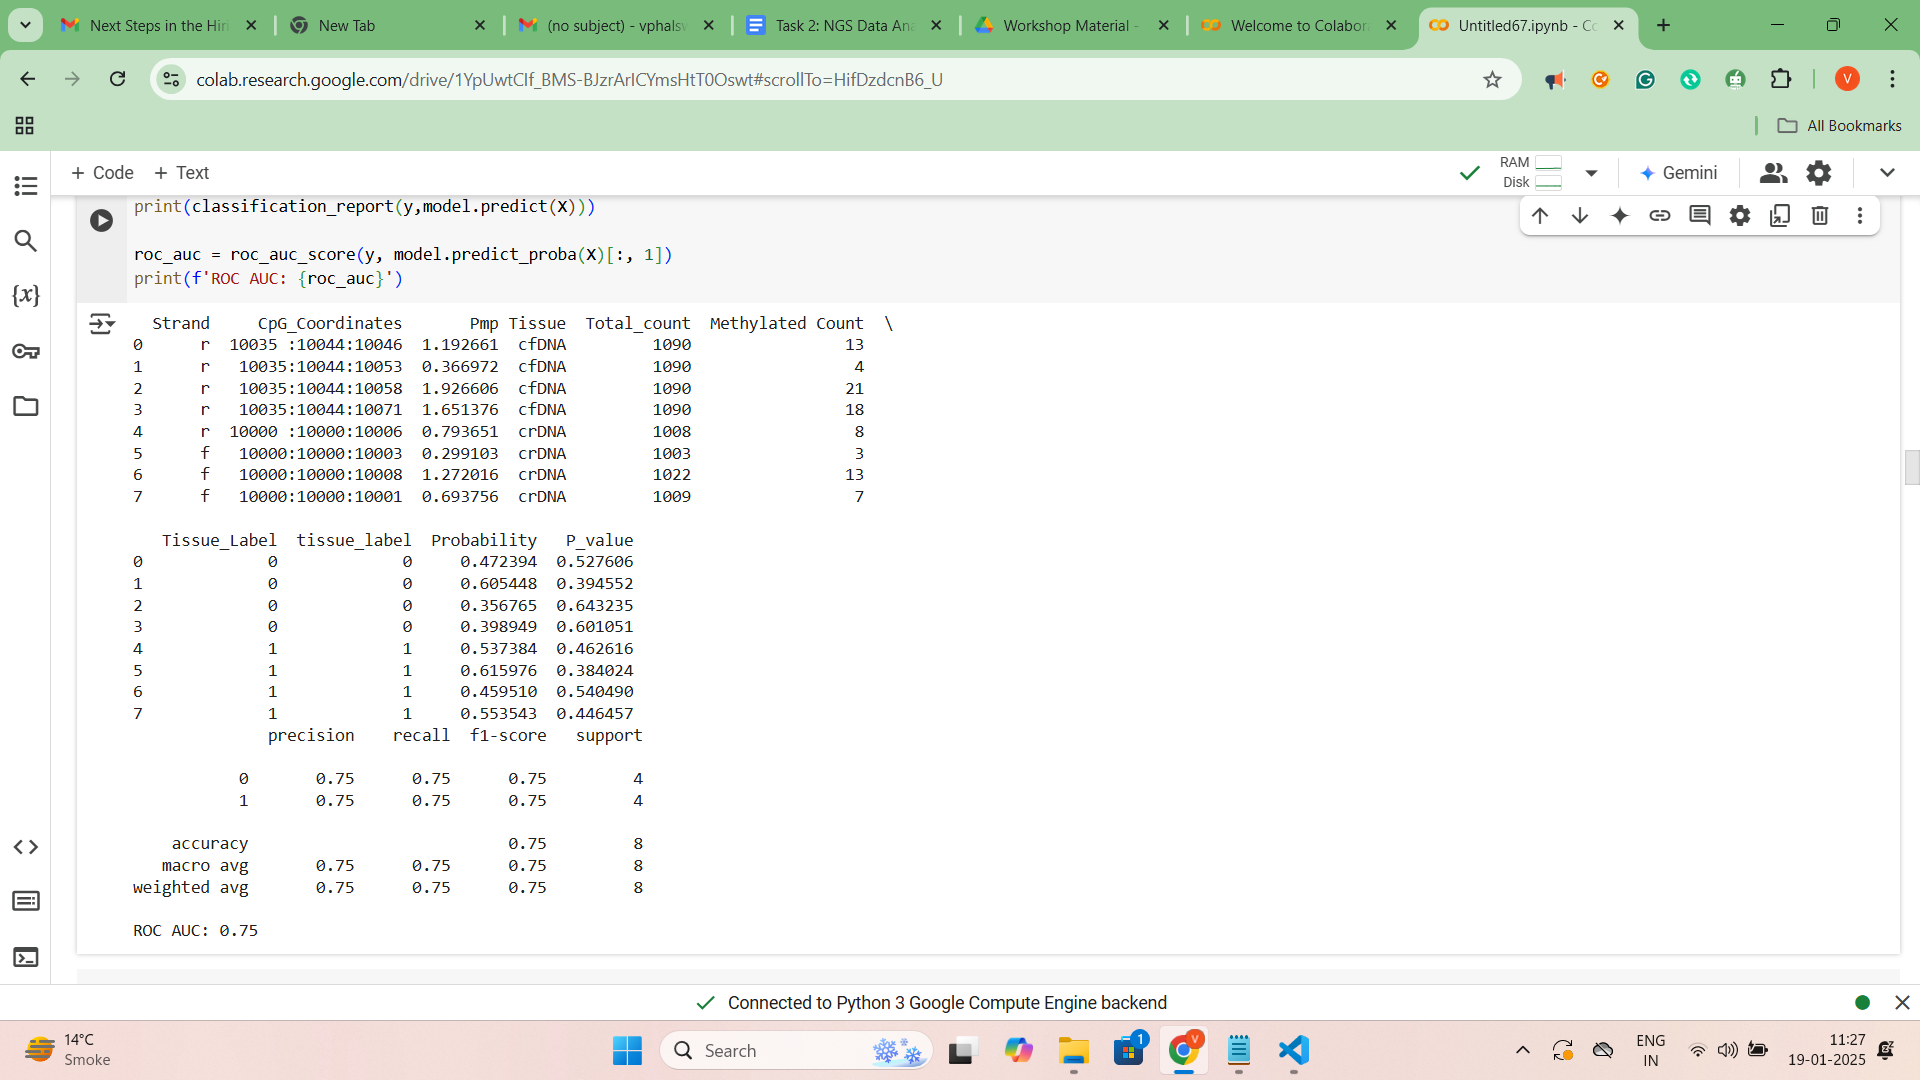 Next Steps in the Hiri
New Tab
(no subject) - vphalsw
Task 2: NGS Data Ana
Workshop Material -
Welcome to Colabor
Untitled67.ipynb - Co
colab.research.google.com/drive/1YpUwtCIf_BMS-BJzrArICYmsHtT0Oswt#scrollTo=HifDzdcnB6_U
V
All Bookmarks
+ Code + Text
RAM
Disk
Gemini
print(classification_report(y,model.predict(X)))
roc_auc = roc_auc_score(y, model.predict_proba(X)[:, 1])
print(f'ROC AUC: {roc_auc}')
{x}
Strand CpG_Coordinates Pmp Tissue Total_count Methylated Count \
0 r 10035 :10044:10046 1.192661 cfDNA 1090 13
1 r 10035:10044:10053 0.366972 cfDNA 1090 4
2 r 10035:10044:10058 1.926606 cfDNA 1090 21
3 r 10035:10044:10071 1.651376 cfDNA 1090 18
4 r 10000 :10000:10006 0.793651 crDNA 1008 8
5 f 10000:10000:10003 0.299103 crDNA 1003 3
6 f 10000:10000:10008 1.272016 crDNA 1022 13
7 f 10000:10000:10001 0.693756 crDNA 1009 7
Tissue_Label tissue_label Probability P_value
0 0 0 0.472394 0.527606
1 0 0 0.605448 0.394552
2 0 0 0.356765 0.643235
3 0 0 0.398949 0.601051
4 1 1 0.537384 0.462616
5 1 1 0.615976 0.384024
6 1 1 0.459510 0.540490
7 1 1 0.553543 0.446457
precision recall f1-score support
0 0.75 0.75 0.75 4
1 0.75 0.75 0.75 4
accuracy 0.75 8
macro avg 0.75 0.75 0.75 8
weighted avg 0.75 0.75 0.75 8
ROC AUC: 0.75
Connected to Python 3 Google Compute Engine backend
14°C
Smoke
Search
1
V
ENG
IN
11:27
19-01-2025